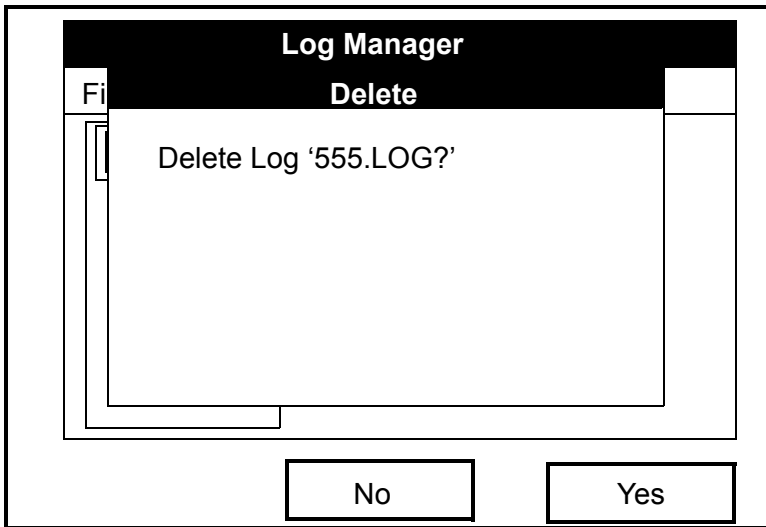 Log Manager
Fi
Delete
Delete Log ‘555.LOG?’
No
Yes